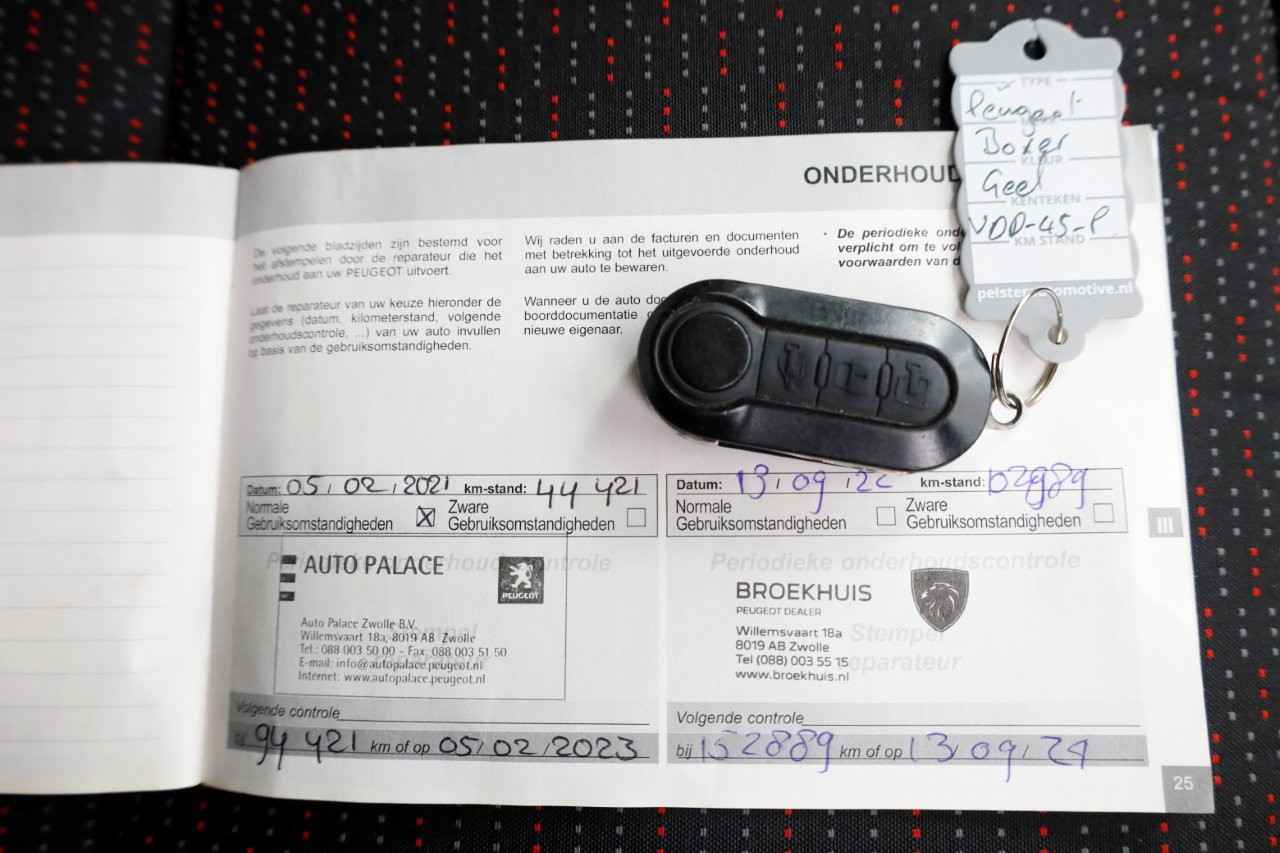 ONDERHOUD
De volgende bladzijden zijn bestemd voor
het afstempelen door de reparateur die het
onderhoud aan uw PEUGEOT uitvoert.
Laat de reparateur van uw keuze hieronder de
gegevens (datum, kilometerstand, volgende
onderhoudscontrole, ...) van uw auto invullen
op basis van de gebruiksomstandigheden.
Wij raden u aan de facturen en documenten
met betrekking tot het uitgevoerde onderhoud
aan uw auto te bewaren.
Wanneer u de auto
boorddocumentatie
nieuwe eigenaar.
• De periodieke
verplicht om te
voorwaarden van
TYPE
Peugeot
Boxer
KLEUR
Geel
KENTEKEN
VDD-45-P
KM STAND
pelsterautomotive.nl
Datum: 05 / 02 / 2021 km-stand: 44 421
Normale
Gebruiksomstandigheden X
Zware
Gebruiksomstandigheden
Periodieke onderhoudscontrole
AUTO PALACE
PEUGEOT
Auto Palace Zwolle B.V.
Willemsvaart 18a, 8019 AB Zwolle
Tel.: 088 003 50 00 - Fax. 088 003 51 50
E-mail: info@autopalace.peugeot.nl
Internet: www.autopalace.peugeot.nl
Volgende controle
94 421 km of op 05 / 02 / 2023
Datum: 13 / 09 / km-stand:
Normale
Gebruiksomstandigheden
Zware
Gebruiksomstandigheden
Periodieke onderhoudscontrole
BROEKHUIS
PEUGEOT DEALER
Willemsvaart 18a
8019 AB Zwolle
Tel (088) 003 55 15
www.broekhuis.nl
Stempel
reparateur
Volgende controle
bij 152889 km of op 13 / 09 / 24
III
25